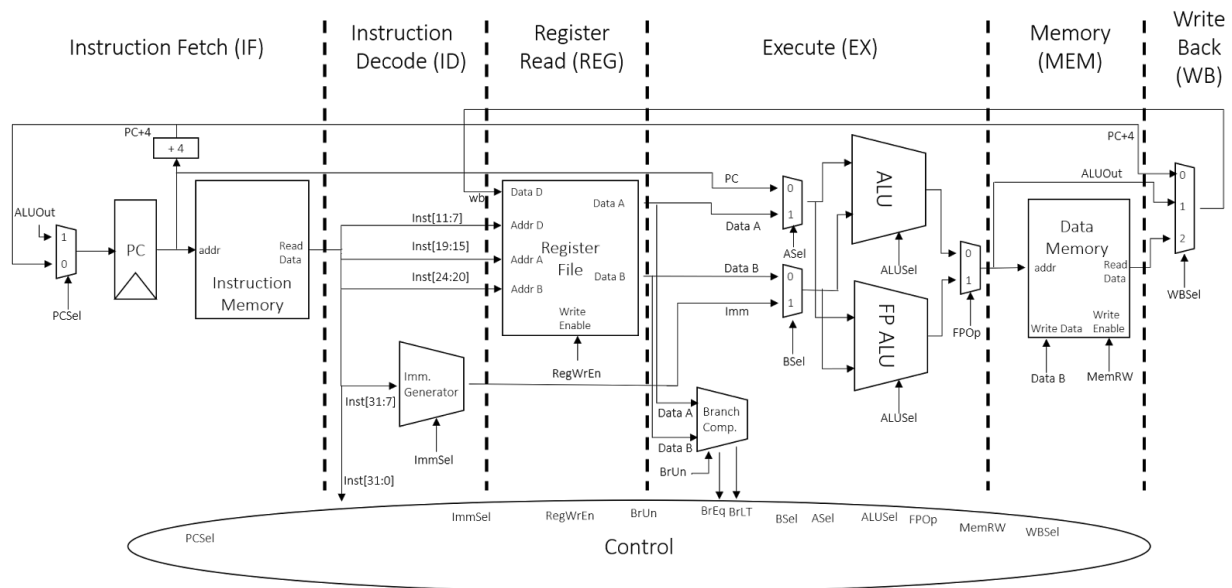 Instruction Fetch (IF)
Instruction
Decode (ID)
Register
Read (REG)
Execute (EX)
Memory
(MEM)
Write
Back
(WB)
PC+4
+ 4
ALUOut
1
0
PCSel
PC
addr
Read
Data
Instruction
Memory
Inst[11:7]
Inst[19:15]
Inst[24:20]
Inst[31:7]
Inst[31:0]
Imm.
Generator
ImmSel
wb
Data D
Addr D
Addr A
Addr B
Data A
Data B
Register
File
Write
Enable
RegWrEn
PC
Data A
0
1
ASel
Data B
Imm
0
1
BSel
Data A
Data B
Branch
Comp.
BrUn
ALU
ALUSel
FP ALU
ALUSel
0
1
FPOp
Data
Memory
addr
Read
Data
Write Data
Write
Enable
Data B
MemRW
PC+4
ALUOut
0
1
2
WBSel
PCSel
ImmSel
RegWrEn
BrUn
BrEq
BrLT
BSel
ASel
ALUSel
FPOp
MemRW
WBSel
Control